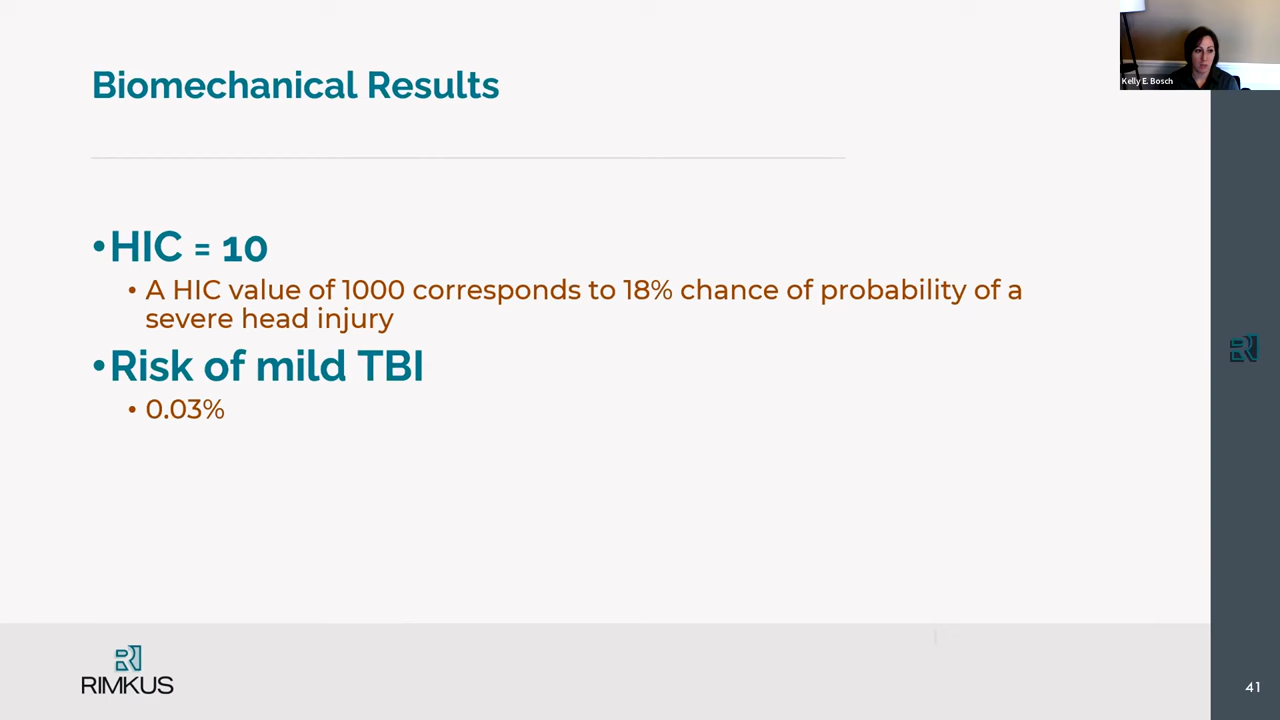 Kelly E. Bosch
Biomechanical Results
•HIC = 10
• A HIC value of 1000 corresponds to 18% chance of probability of a
severe head injury
•Risk of mild TBI
• 0.03%
RIMKUS
41